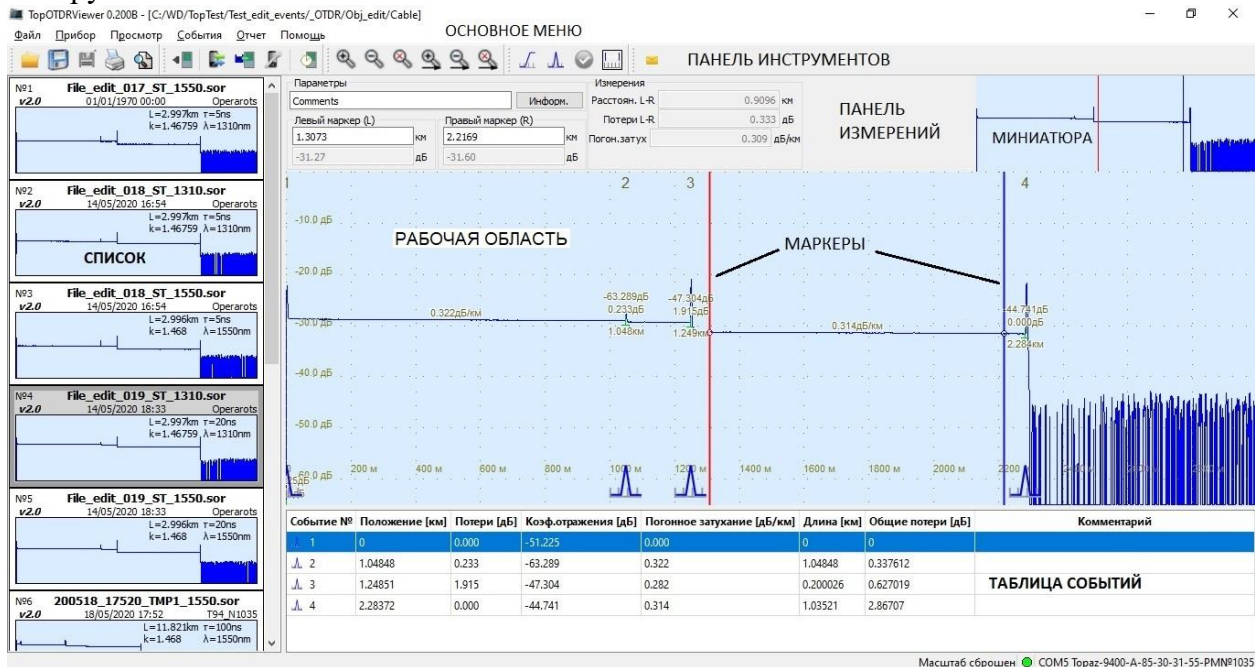 TopOTDRViewer 0.200B - [C:/WD/TopTest/Test_edit_events/_OTDR/Obj_edit/Cable]
Файл Прибор Просмотр События Отчет Помощь
ОСНОВНОЕ МЕНЮ
ПАНЕЛЬ ИНСТРУМЕНТОВ
№1 File_edit_017_ST_1550.sor
v2.0 01/01/1970 00:00 Operarots
L=2.997km τ=5ns
k=1.46759 λ=1310nm
№2 File_edit_018_ST_1310.sor
v2.0 14/05/2020 16:54 Operarots
L=2.997km τ=5ns
k=1.46759 λ=1310nm
СПИСОК
№3 File_edit_018_ST_1550.sor
v2.0 14/05/2020 16:54 Operarots
L=2.996km τ=5ns
k=1.468 λ=1550nm
№4 File_edit_019_ST_1310.sor
v2.0 14/05/2020 18:33 Operarots
L=2.997km τ=20ns
k=1.46759 λ=1310nm
№5 File_edit_019_ST_1550.sor
v2.0 14/05/2020 18:33 Operarots
L=2.996km τ=20ns
k=1.468 λ=1550nm
№6 200518_17520_TMP1_1550.sor
v2.0 18/05/2020 17:52 T94_N1035
L=11.821km τ=100ns
k=1.468 λ=1550nm
Параметры
Comments Информ.
Левый маркер (L) Правый маркер (R)
1.3073 км 2.2169 км
-31.27 дБ -31.60 дБ
Измерения
Расстоян. L-R 0.9096 км
Потери L-R 0.333 дБ
Погон.затух 0.309 дБ/км
ПАНЕЛЬ
ИЗМЕРЕНИЙ
МИНИАТЮРА
1 2 3 4
-10.0 дБ
РАБОЧАЯ ОБЛАСТЬ
МАРКЕРЫ
-20.0 дБ
-63.289дБ -47.304дБ -44.741дБ
0.233дБ 1.915дБ 0.000дБ
0.322дБ/км 0.314дБ/км
-30.0 дБ
1.048км 1.249км 2.284км
-40.0 дБ
-50.0 дБ
-60.0 дБ
200 м 400 м 600 м 800 м 1000 м 1200 м 1400 м 1600 м 1800 м 2000 м
Событие № Положение [км] Потери [дБ] Коэф.отражения [дБ] Погонное затухание [дБ/км] Длина [км] Общие потери [дБ] Комментарий
1 0 0.000 -51.225 0.000 0 0
2 1.04848 0.233 -63.289 0.322 1.04848 0.337612
3 1.24851 1.915 -47.304 0.282 0.200026 0.627019
4 2.28372 0.000 -44.741 0.314 1.03521 2.86707
ТАБЛИЦА СОБЫТИЙ
Масштаб сброшен COM5 Topaz-9400-A-85-30-31-55-PM№1035